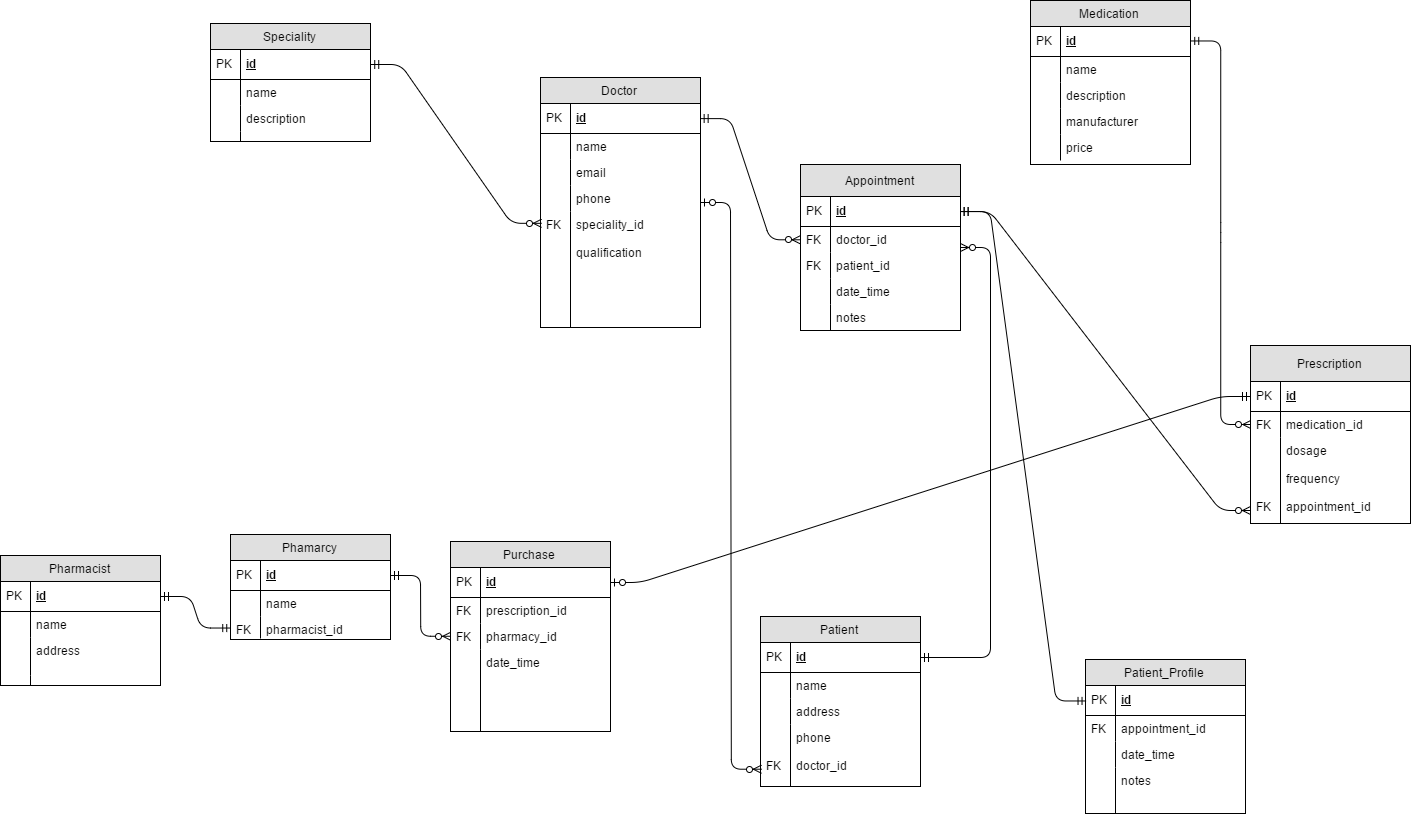 Speciality
PK id
name
description
Doctor
PK id
name
email
phone
FK speciality_id
qualification
Appointment
PK id
FK doctor_id
FK patient_id
date_time
notes
Medication
PK id
name
description
manufacturer
price
Prescription
PK id
FK medication_id
dosage
frequency
FK appointment_id
Pharmacist
PK id
name
address
Phamarcy
PK id
name
FK pharmacist_id
Purchase
PK id
FK prescription_id
FK pharmacy_id
date_time
Patient
PK id
name
address
phone
FK doctor_id
Patient_Profile
PK id
FK appointment_id
date_time
notes